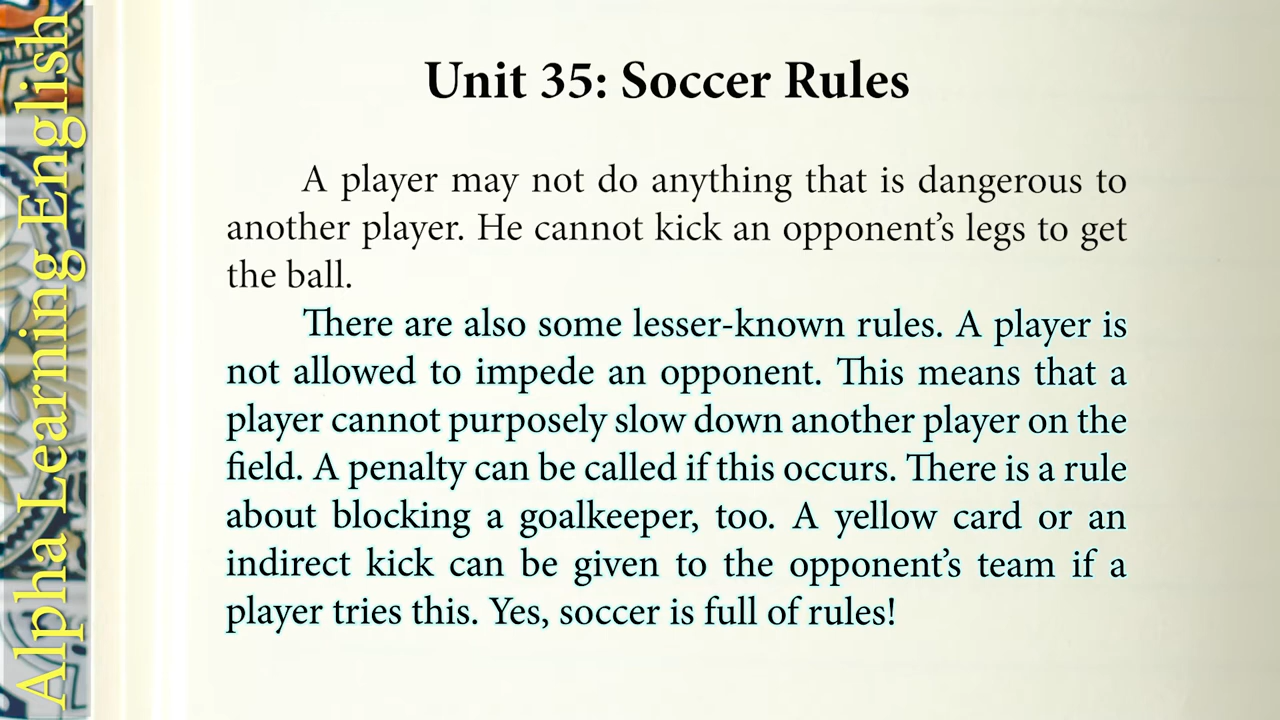 Alpha Learning English
Unit 35: Soccer Rules
A player may not do anything that is dangerous to
another player. He cannot kick an opponent’s legs to get
the ball.
There are also some lesser-known rules. A player is
not allowed to impede an opponent. This means that a
player cannot purposely slow down another player on the
field. A penalty can be called if this occurs. There is a rule
about blocking a goalkeeper, too. A yellow card or an
indirect kick can be given to the opponent’s team if a
player tries this. Yes, soccer is full of rules!